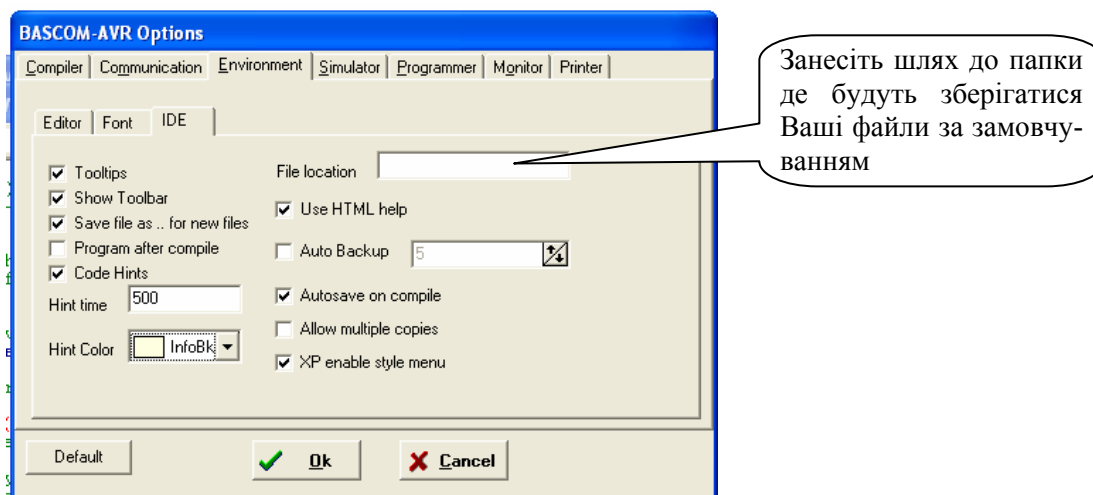 BASCOM-AVR Options
Compiler Communication Environment Simulator Programmer Monitor Printer
Editor Font IDE
Tooltips
Show Toolbar
Save file as .. for new files
Program after compile
Code Hints
Hint time 500
Hint Color InfoBk
File location
Use HTML help
Auto Backup 5
Autosave on compile
Allow multiple copies
XP enable style menu
Default Ok Cancel
Занесіть шлях до папки
де будуть зберігатися
Ваші файли за замовчу-
ванням